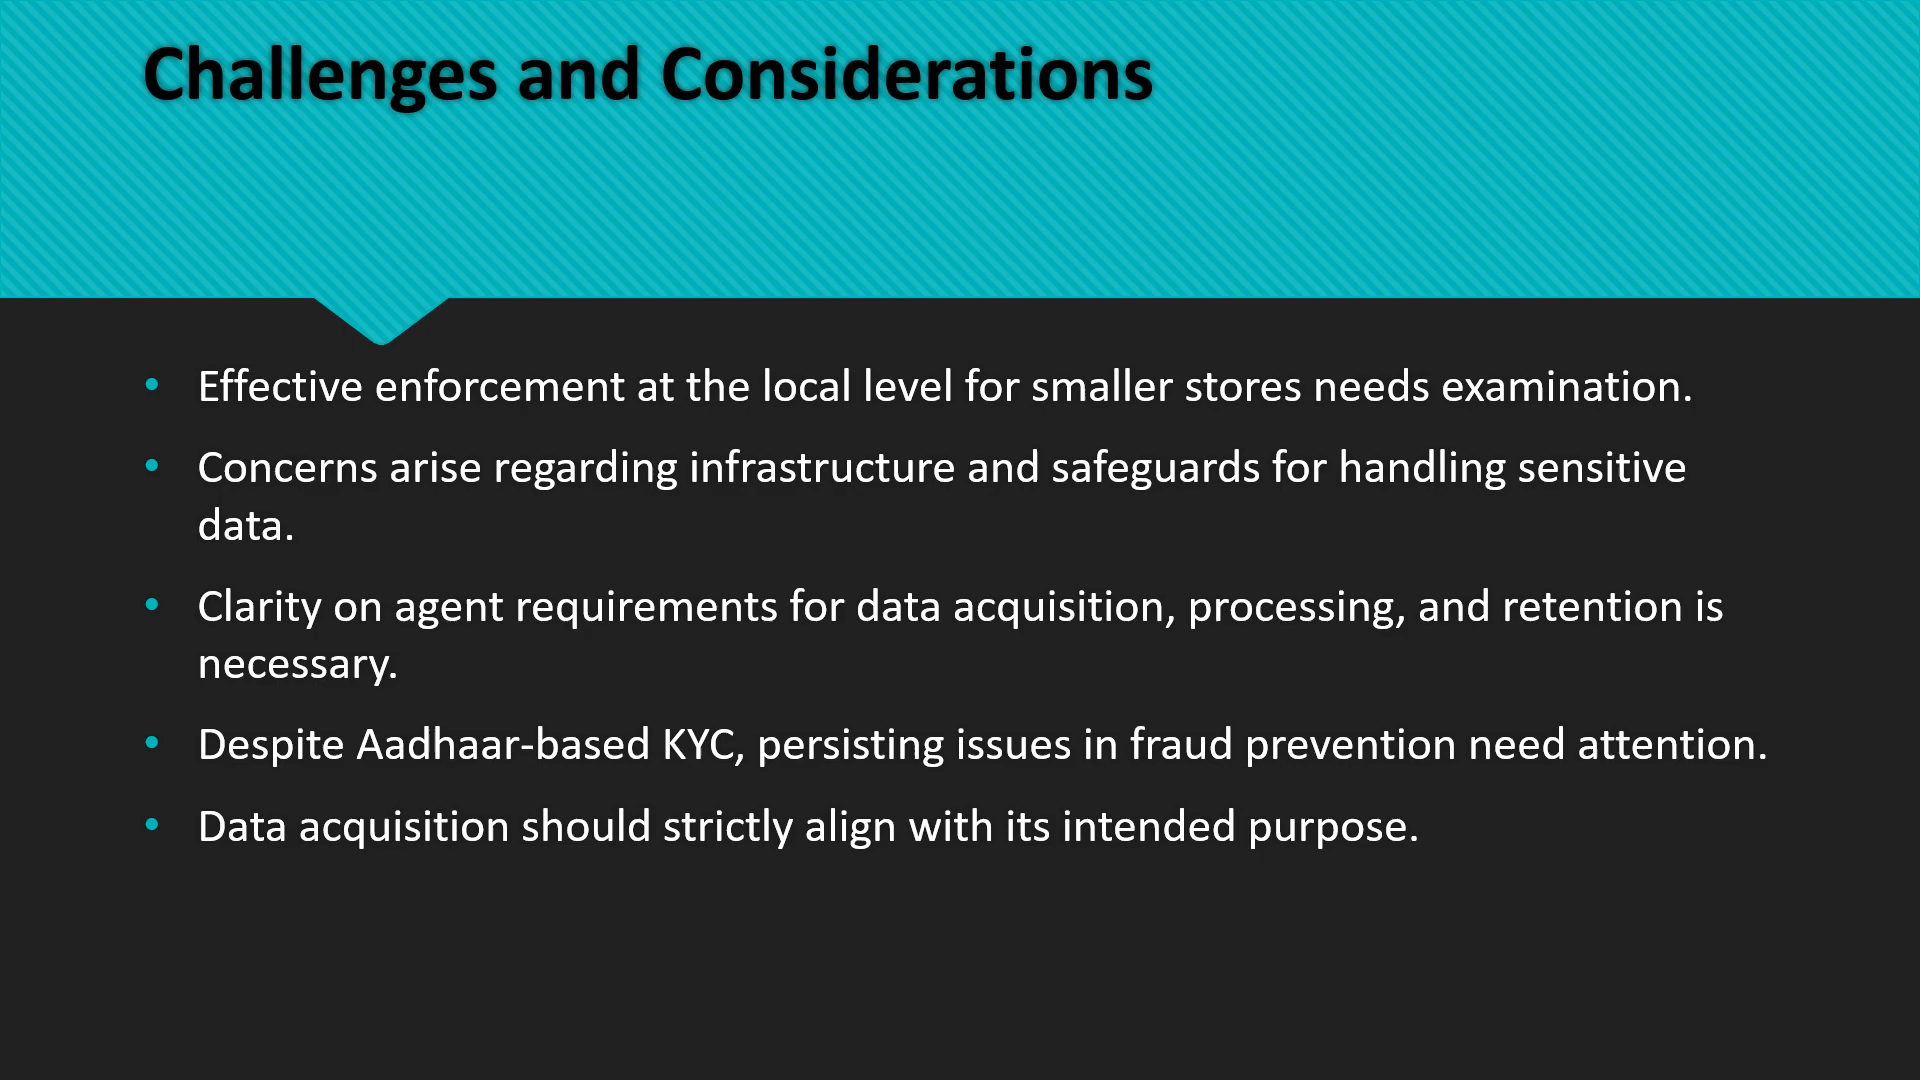 Challenges and Considerations
• Effective enforcement at the local level for smaller stores needs examination.
• Concerns arise regarding infrastructure and safeguards for handling sensitive
data.
• Clarity on agent requirements for data acquisition, processing, and retention is
necessary.
• Despite Aadhaar-based KYC, persisting issues in fraud prevention need attention.
• Data acquisition should strictly align with its intended purpose.